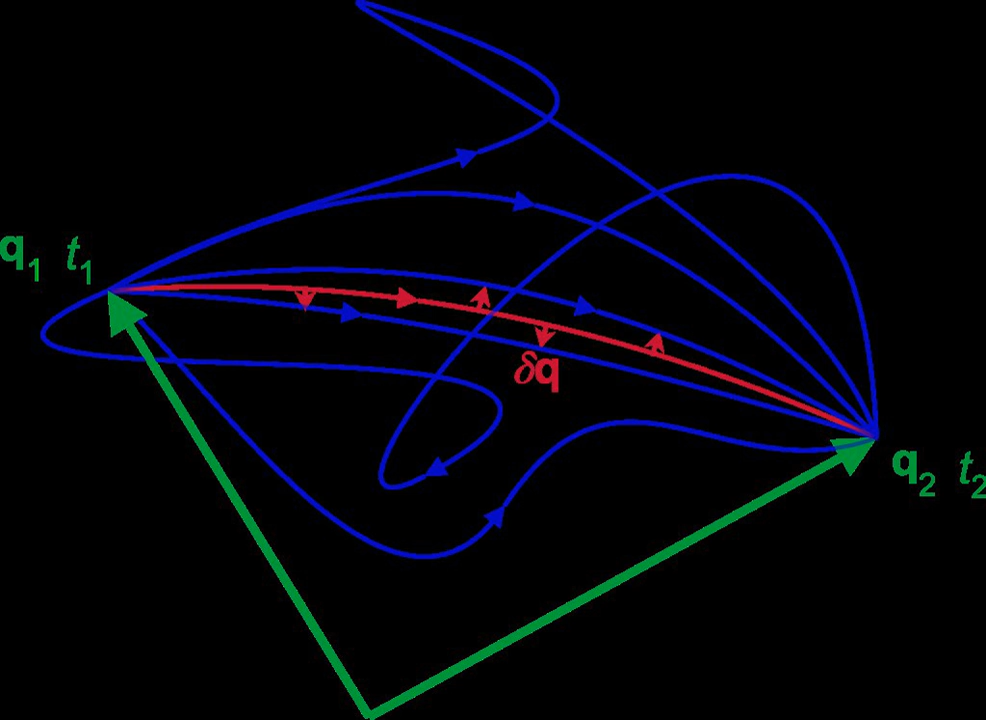 q₁ t₁
δq
q₂ t₂